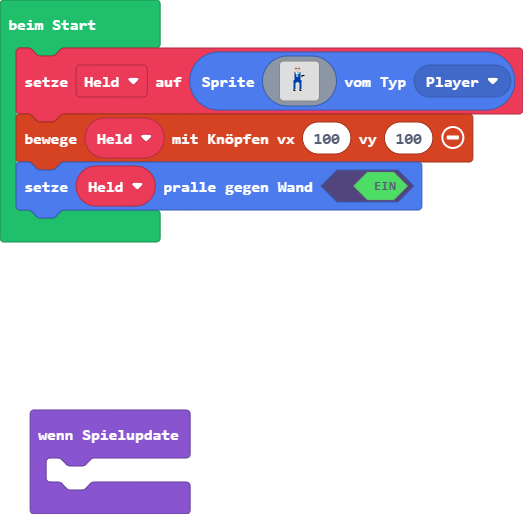 beim Start
setze Held auf Sprite vom Typ Player
bewege Held mit Knöpfen vx 100 vy 100
setze Held pralle gegen Wand EIN
wenn Spielupdate